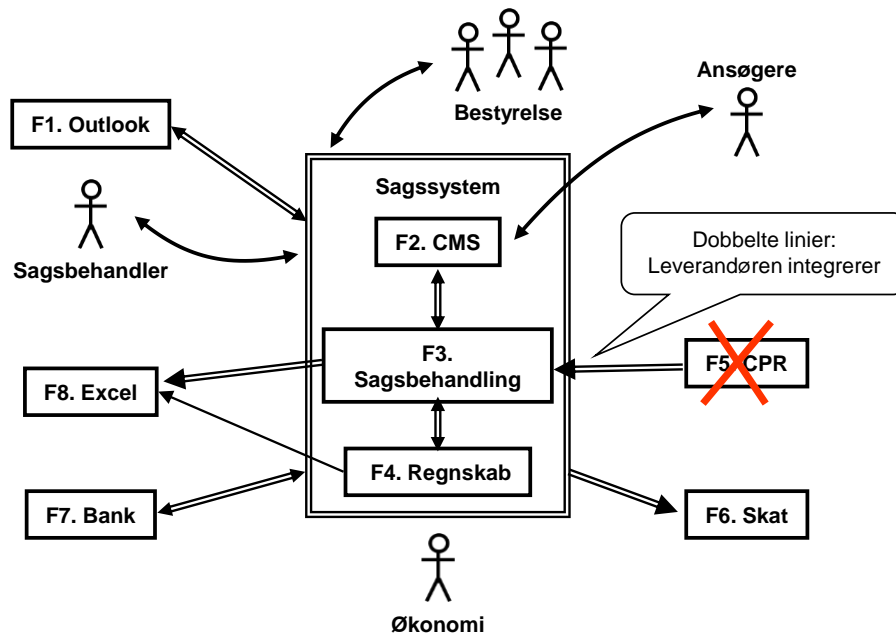 Bestyrelse
Ansøgere
F1. Outlook
Sagssystem
Sagsbehandler
F2. CMS
Dobbelte linier:
Leverandøren integrerer
F3.
Sagsbehandling
F5. CPR
F8. Excel
F4. Regnskab
F7. Bank
F6. Skat
Økonomi